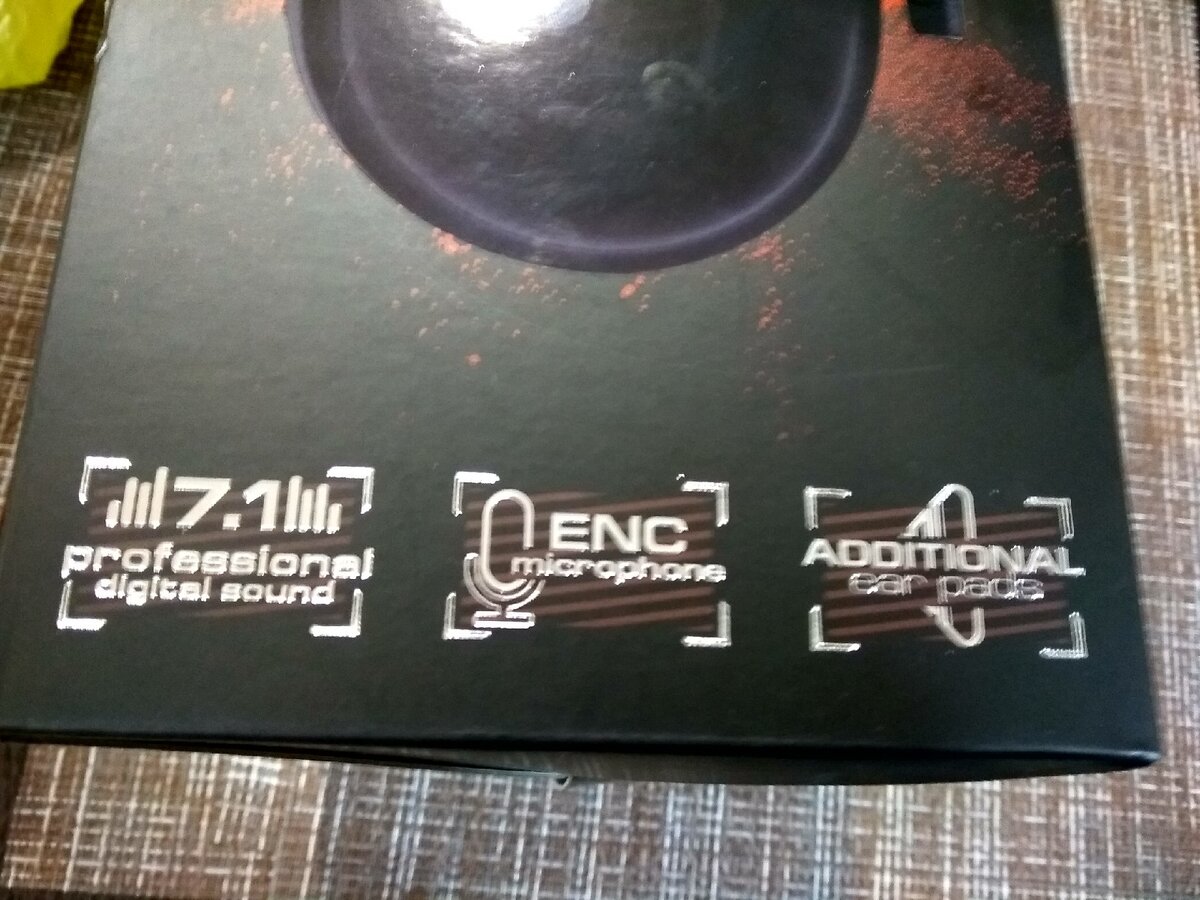 7.1
professional
digital sound
ENC
microphone
ADDITIONAL
ear pads